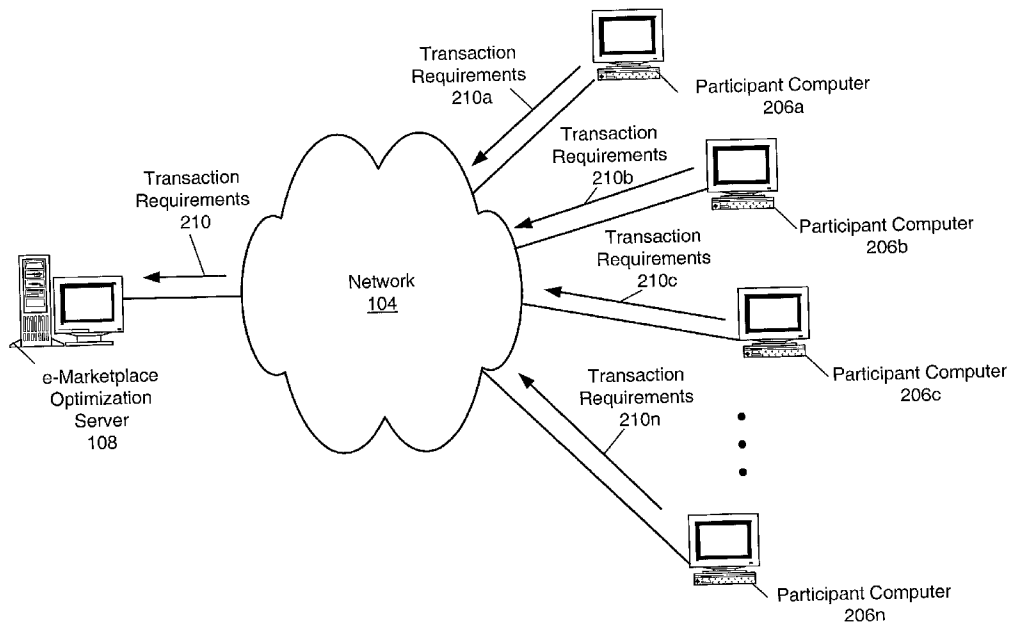 Transaction
Requirements
210a
Participant Computer
206a
Transaction
Requirements
210b
Participant Computer
206b
Transaction
Requirements
210
Transaction
Requirements
210c
Network
104
Participant Computer
206c
e-Marketplace
Optimization
Server
108
Transaction
Requirements
210n
Participant Computer
206n